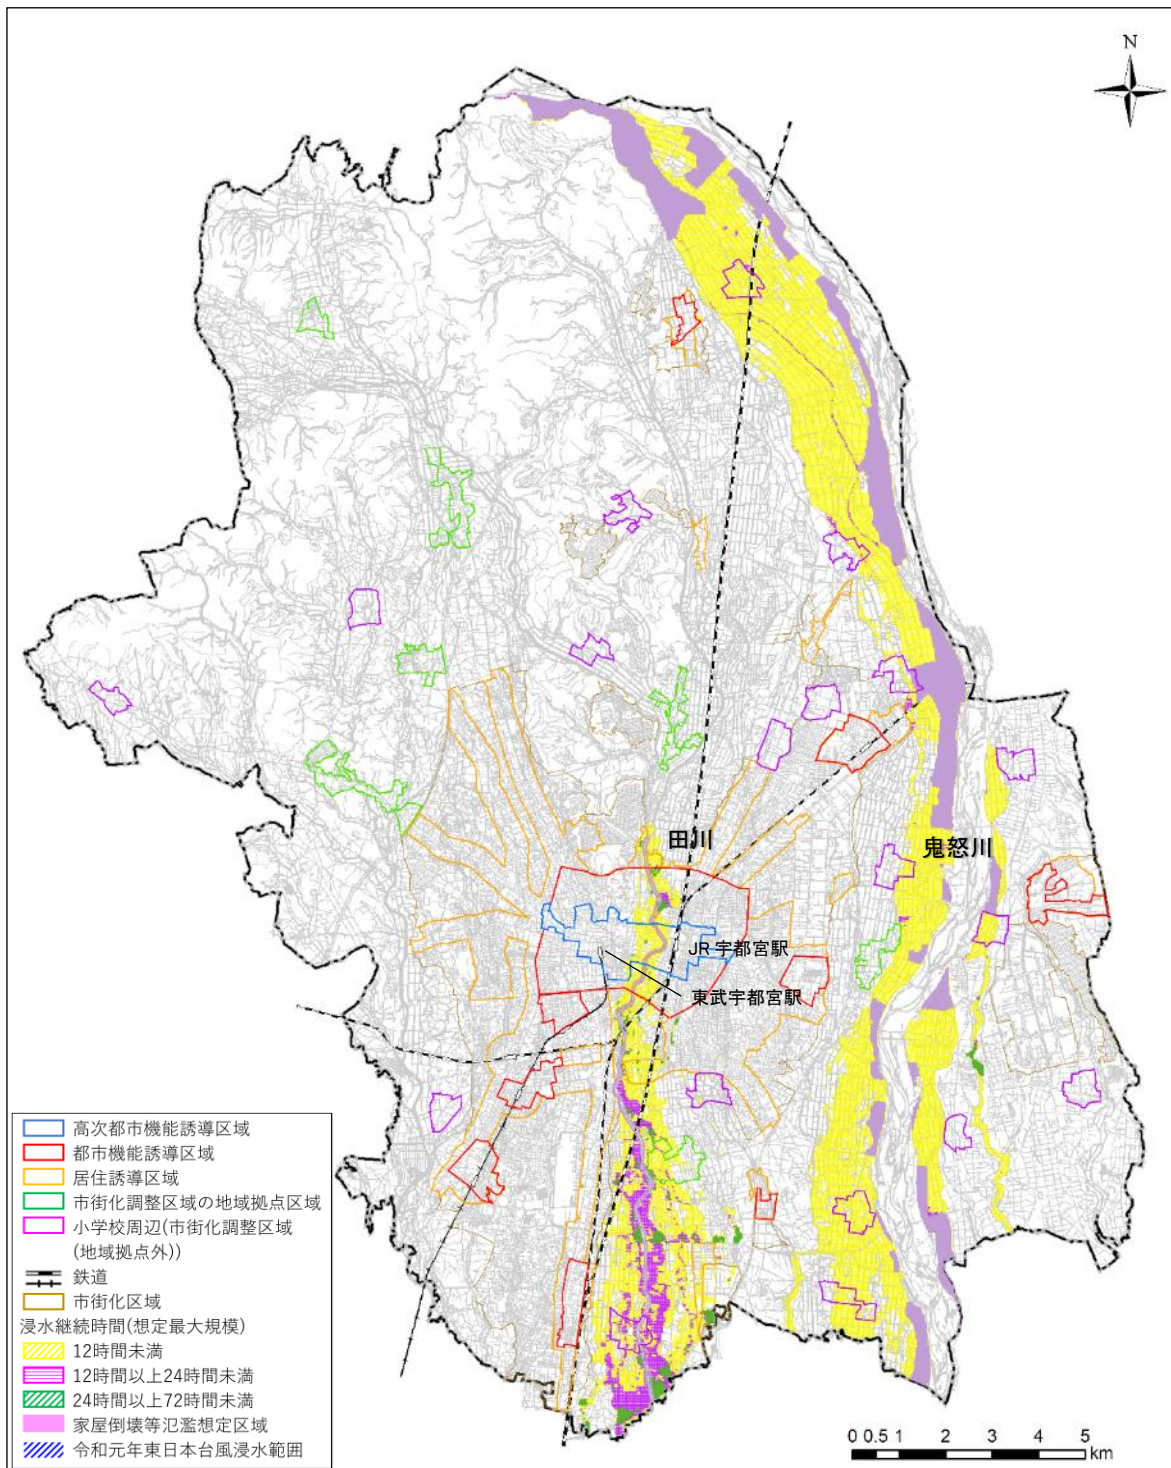 N
田川
鬼怒川
JR宇都宮駅
東武宇都宮駅
高次都市機能誘導区域
都市機能誘導区域
居住誘導区域
市街化調整区域の地域拠点区域
小学校周辺(市街化調整区域
(地域拠点外))
鉄道
市街化区域
浸水継続時間(想定最大規模)
12時間未満
12時間以上24時間未満
24時間以上72時間未満
家屋倒壊等氾濫想定区域
令和元年東日本台風浸水範囲
0 0.5 1 2 3 4 5
km